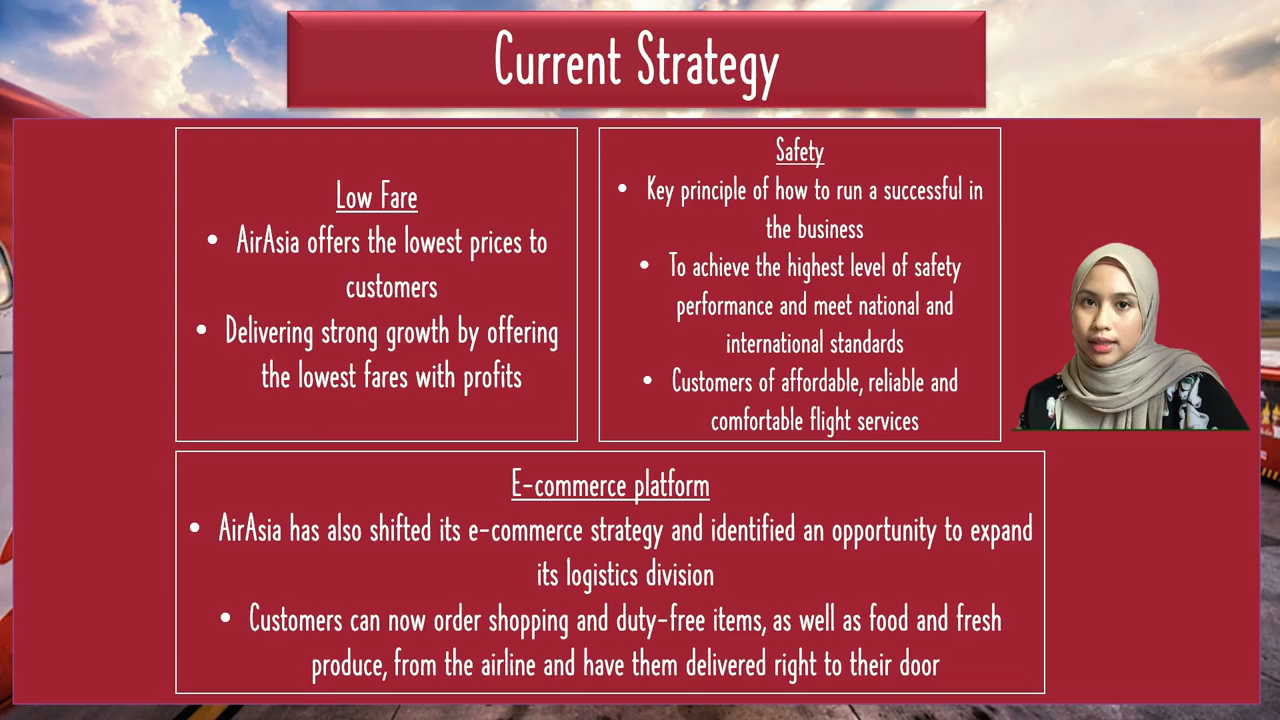 Current Strategy
Low Fare
• AirAsia offers the lowest prices to
customers
• Delivering strong growth by offering
the lowest fares with profits
Safety
• Key principle of how to run a successful in
the business
• To achieve the highest level of safety
performance and meet national and
international standards
• Customers of affordable, reliable and
comfortable flight services
E-commerce platform
• AirAsia has also shifted its e-commerce strategy and identified an opportunity to expand
its logistics division
• Customers can now order shopping and duty-free items, as well as food and fresh
produce, from the airline and have them delivered right to their door